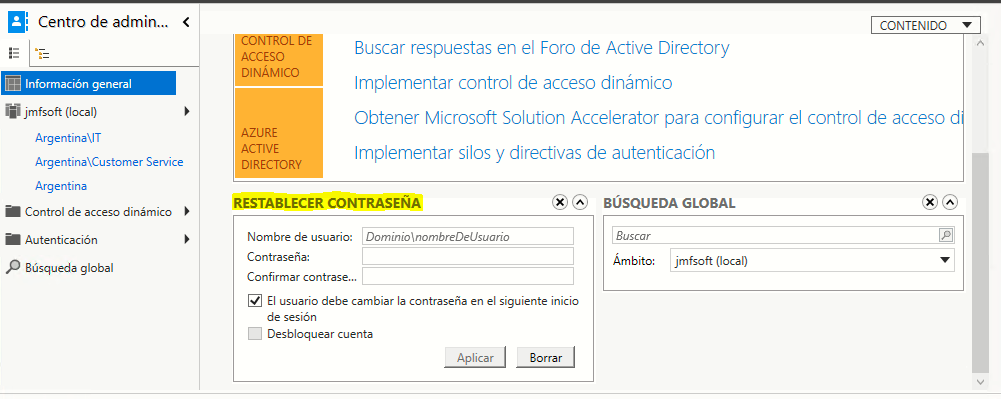 Centro de admin...
CONTENIDO
Información general
jmfsoft (local)
Argentina\IT
Argentina\Customer Service
Argentina
Control de acceso dinámico
Autenticación
Búsqueda global
CONTROL DE
ACCESO
DINÁMICO
AZURE
ACTIVE
DIRECTORY
Buscar respuestas en el Foro de Active Directory
Implementar control de acceso dinámico
Obtener Microsoft Solution Accelerator para configurar el control de acceso di
Implementar silos y directivas de autenticación
RESTABLECER CONTRASEÑA
Nombre de usuario: Dominio\nombreDeUsuario
Contraseña:
Confirmar contrase...
El usuario debe cambiar la contraseña en el siguiente inicio
de sesión
Desbloquear cuenta
Aplicar Borrar
BÚSQUEDA GLOBAL
Buscar
Ámbito: jmfsoft (local)